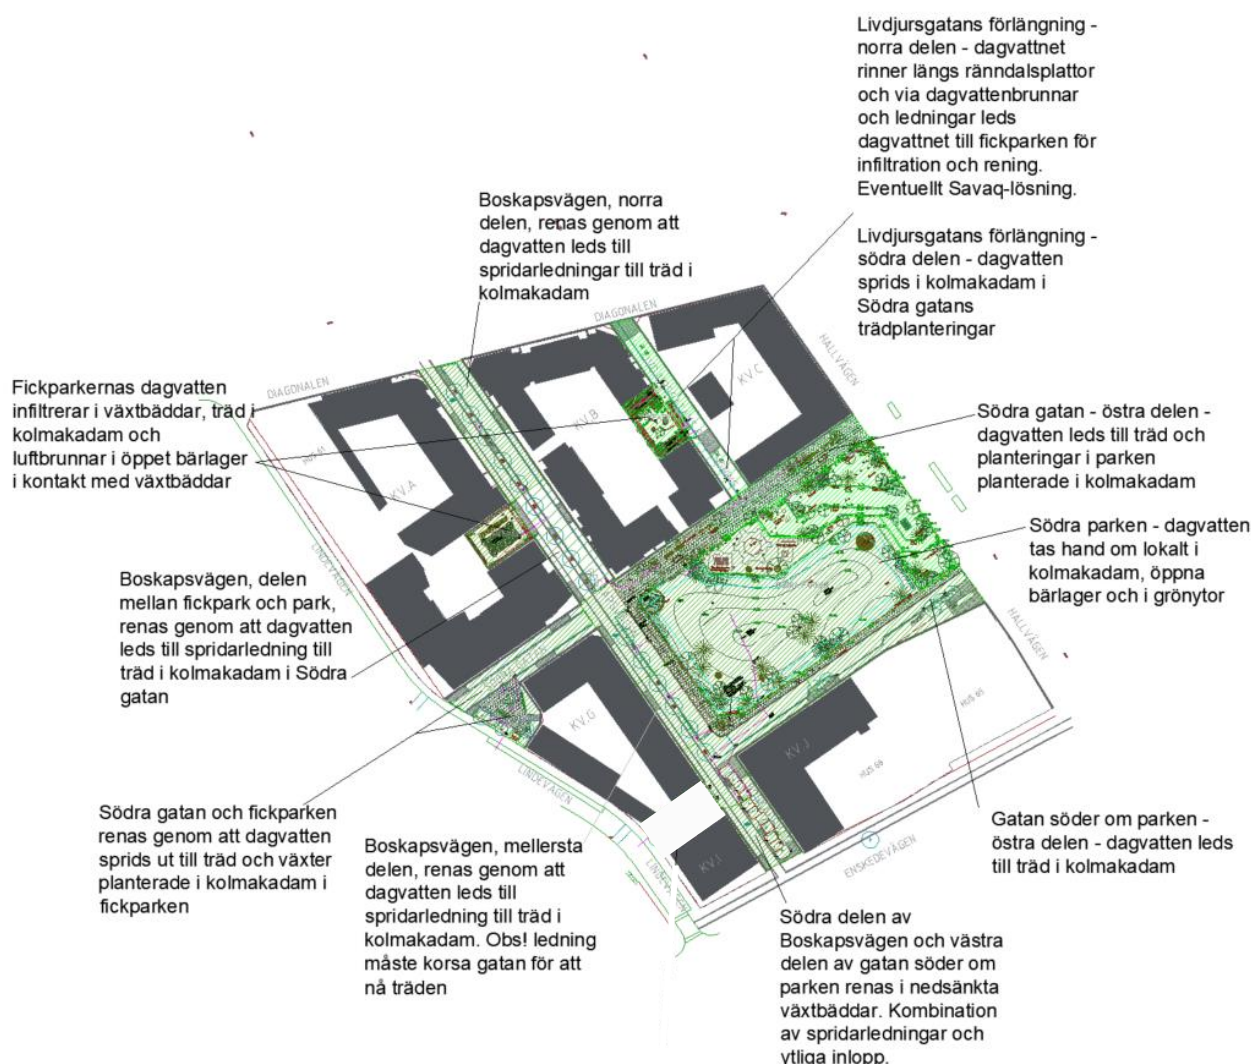 Livdjursgatans förlängning -
norra delen - dagvattnet
rinner längs ränndalsplattor
och via dagvattenbrunnar
och ledningar leds
dagvattnet till fickparken för
infiltration och rening.
Eventuellt Savaq-lösning.
Boskapsvägen, norra
delen, renas genom att
dagvatten leds till
spridarledningar till träd i
kolmakadam
Livdjursgatans förlängning -
södra delen - dagvatten
sprids i kolmakadam i
Södra gatans
trädplanteringar
DIAGONALEN
DIAGONALEN
HALLVÄGEN
KV.C
KV.B
KV.A
Fickparkernas dagvatten
infiltrerar i växtbäddar, träd i
kolmakadam och
luftbrunnar i öppet bärlager
i kontakt med växtbäddar
Södra gatan - östra delen -
dagvatten leds till träd och
planteringar i parken
planterade i kolmakadam
Södra parken - dagvatten
tas hand om lokalt i
kolmakadam, öppna
bärlager och i grönytor
LINDEVÄGEN
Boskapsvägen, delen
mellan fickpark och park,
renas genom att dagvatten
leds till spridarledning till
träd i kolmakadam i Södra
gatan
HALLVÄGEN
HUS 65
KV.G
KV.J
HUS 69
LINDEVÄGEN
Södra gatan och fickparken
renas genom att dagvatten
sprids ut till träd och växter
planterade i kolmakadam i
fickparken
Boskapsvägen, mellersta
delen, renas genom att
dagvatten leds till
spridarledning till träd i
kolmakadam. Obs! ledning
måste korsa gatan för att
nå träden
KV.I
ENSKEDEVÄGEN
Gatan söder om parken -
östra delen - dagvatten leds
till träd i kolmakadam
Södra delen av
Boskapsvägen och västra
delen av gatan söder om
parken renas i nedsänkta
växtbäddar. Kombination
av spridarledningar och
ytliga inlopp.